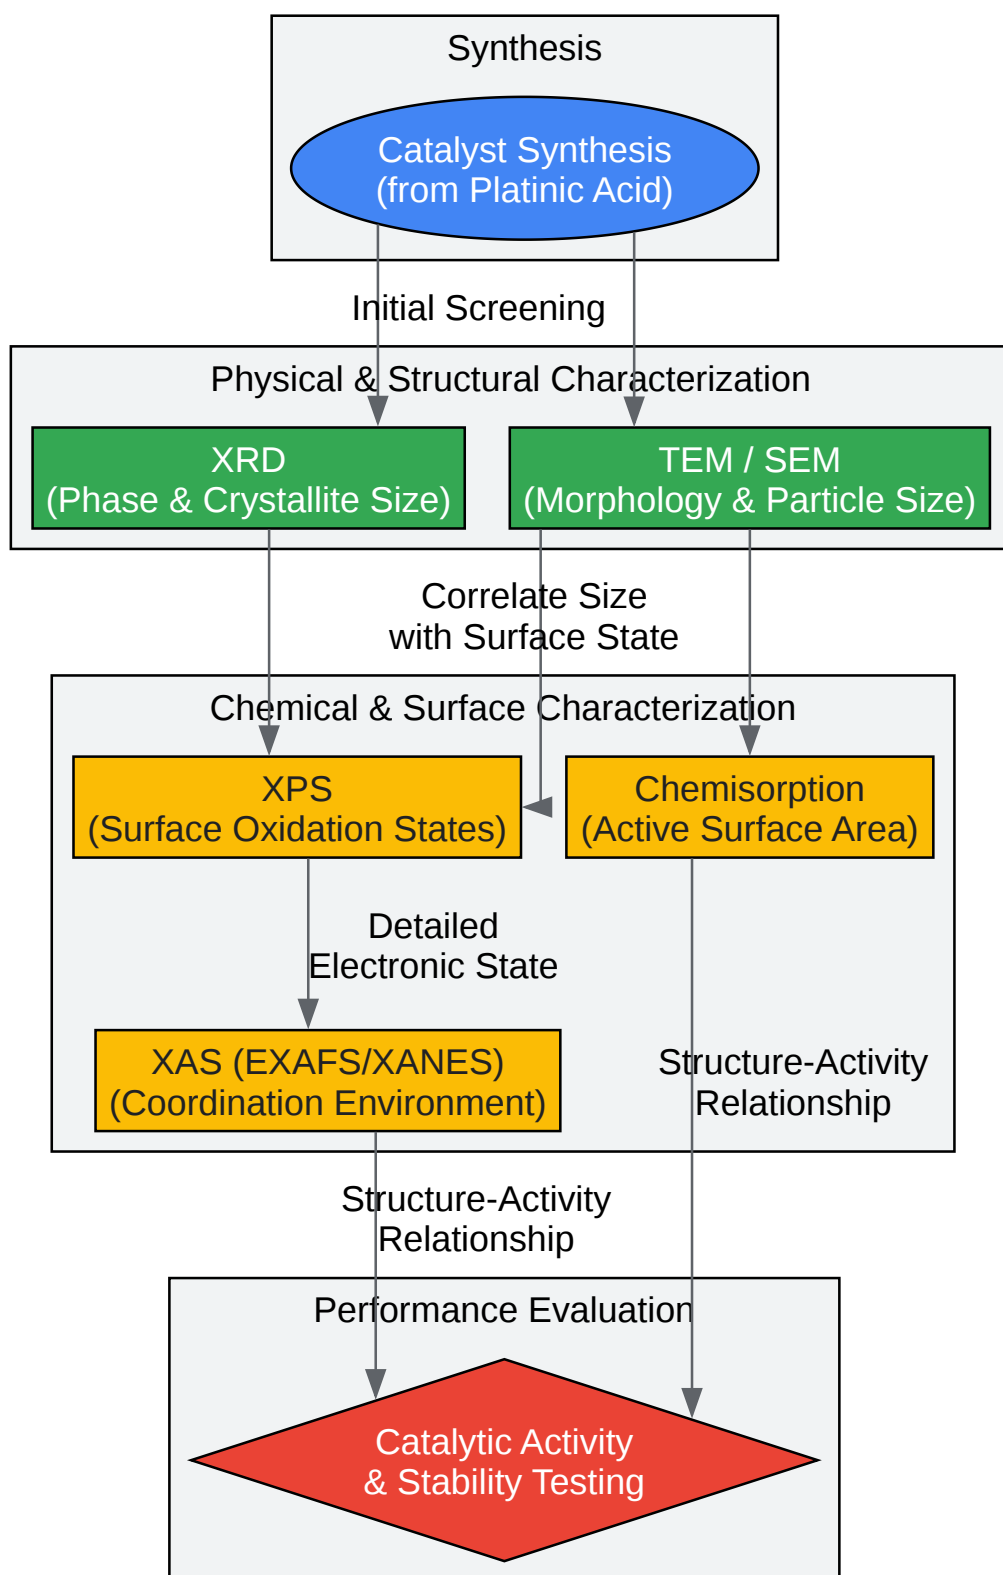 Synthesis
Catalyst Synthesis
(from Platinic Acid)
Initial Screening
Physical & Structural Characterization
XRD
(Phase & Crystallite Size)
TEM / SEM
(Morphology & Particle Size)
Correlate Size
with Surface State
Chemical & Surface Characterization
XPS
(Surface Oxidation States)
Chemisorption
(Active Surface Area)
Detailed
Electronic State
XAS (EXAFS/XANES)
(Coordination Environment)
Structure-Activity
Relationship
Structure-Activity
Relationship
Performance Evaluation
Catalytic Activity
& Stability Testing